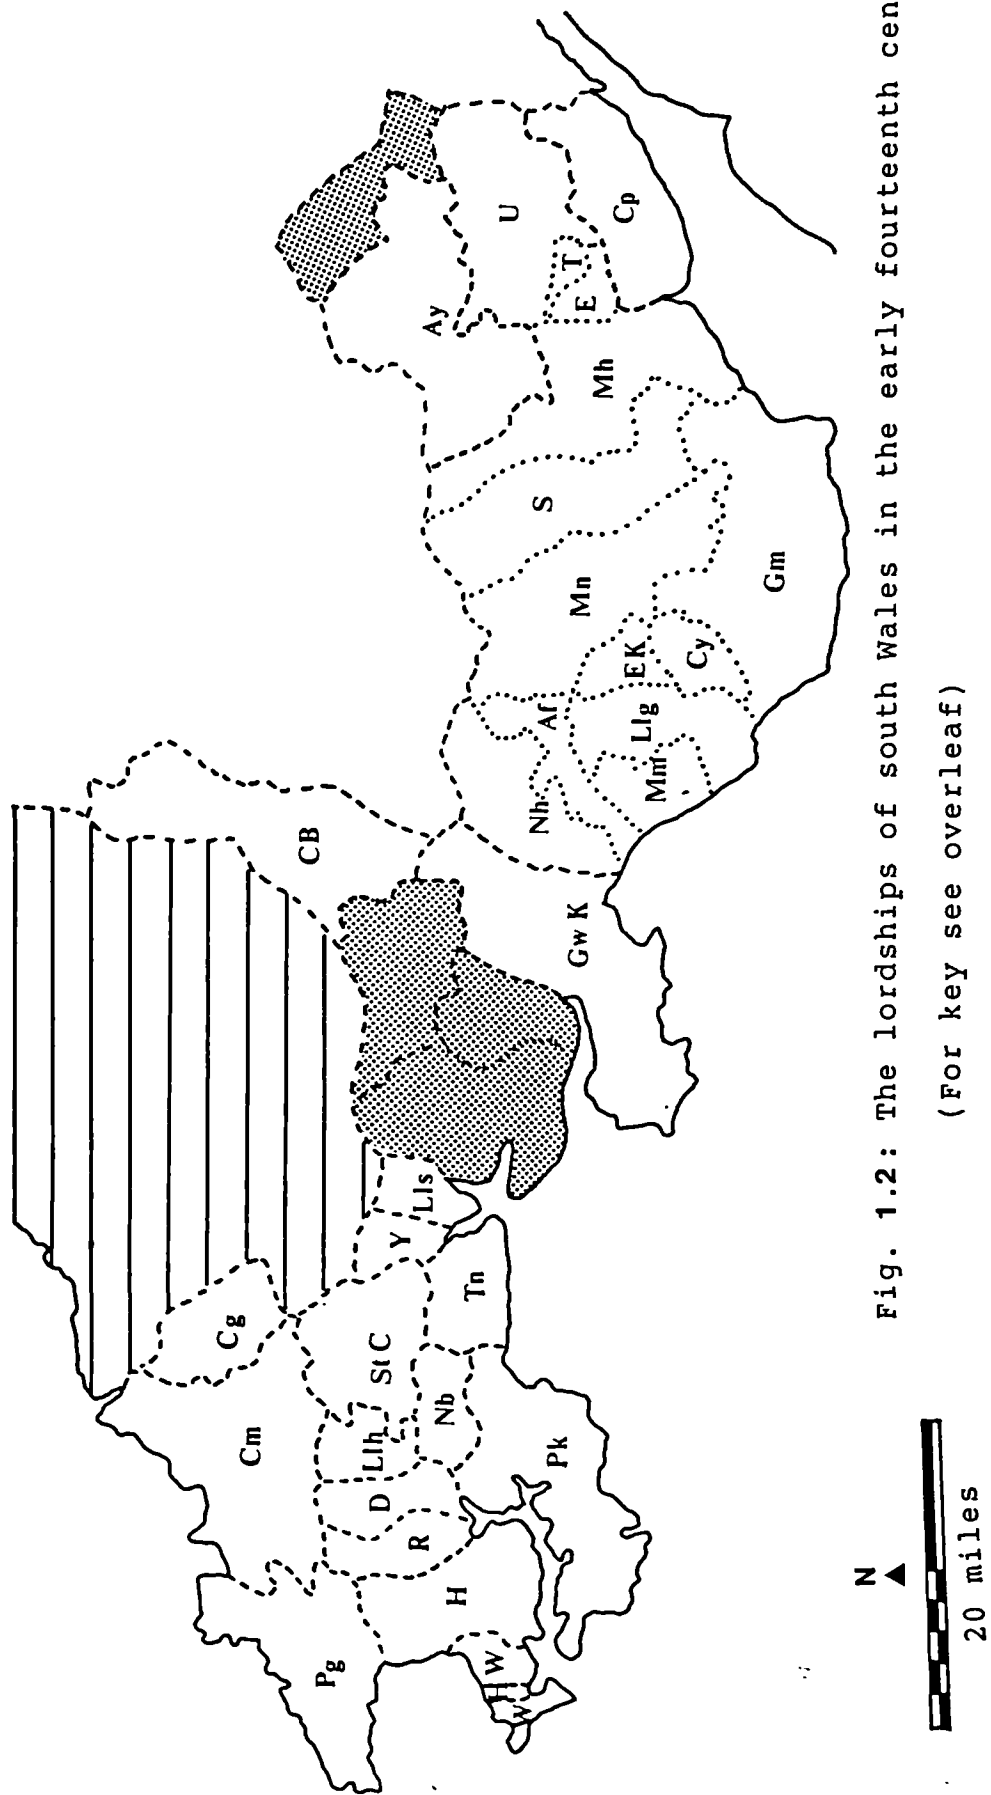 Pg
Cm
Cg
CB
Ay
U
Cp
T
E
Mh
S
Mn
Gm
EK
Cy
Af
Llg
Mm
Nh
Gw K
Lls
Y
Tn
St C
Llh
Nb
D
R
H
W
H
W
Pk
N
20 miles
Fig. 1.2: The lordships of south Wales in the early fourteenth cen
(For key see overleaf)